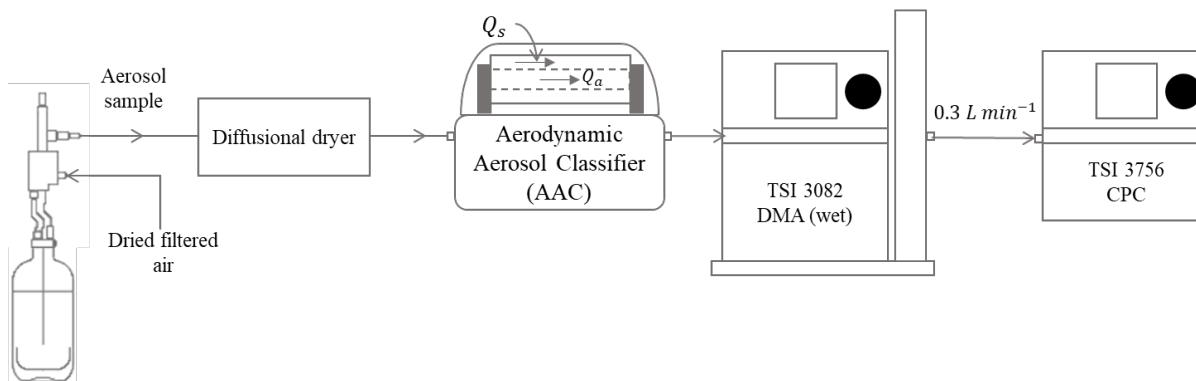 Aerosol
sample
Dried filtered
air
Diffusional dryer
Q_s
Q_a
Aerodynamic
Aerosol Classifier
(AAC)
TSI 3082
DMA (wet)
0.3 L min⁻¹
TSI 3756
CPC